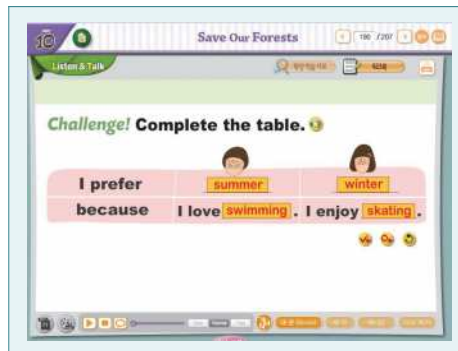 10
Save Our Forests
190 /207
Listen & Talk
Challenge! Complete the table.
I prefer summer winter
because I love swimming. I enjoy skating.